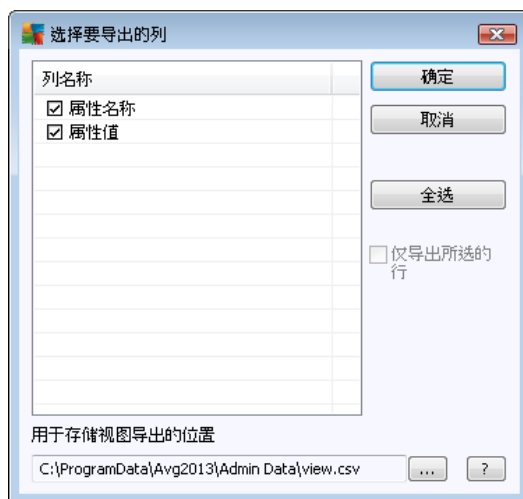 选择要导出的列
列名称
属性名称
属性值
确定
取消
全选
仅导出所选的
行
用于存储视图导出的位置
C:\ProgramData\Avg2013\Admin Data\view.csv
...
?